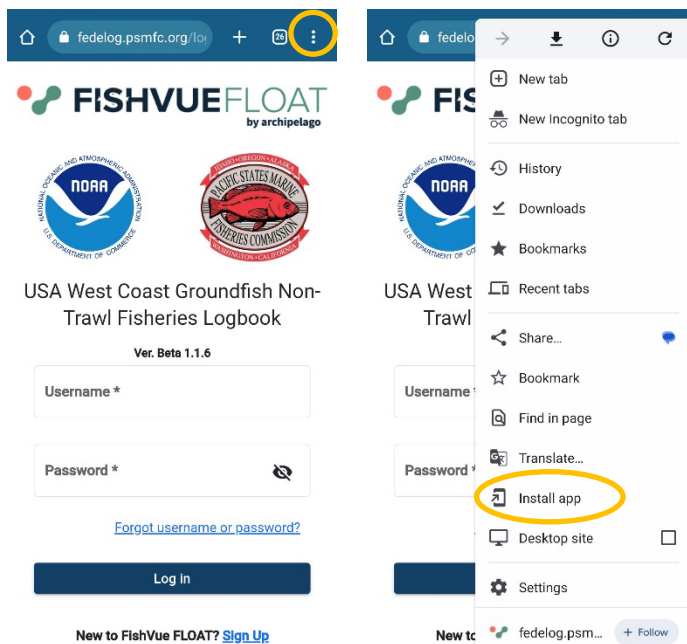 fedelog.psmfc.org/lo
26
FISHVUEFLOAT
by archipelago
NATIONAL OCEANIC AND ATMOSPHERIC ADMINISTRATION
NOAA
U.S. DEPARTMENT OF COMMERCE
IDAHO•OREGON•ALASKA
PACIFIC STATES MARINE
FISHERIES COMMISSION
WASHINGTON•CALIFORNIA
USA West Coast Groundfish Non-
Trawl Fisheries Logbook
Ver. Beta 1.1.6
Username *
Password *
Forgot username or password?
Log in
New to FishVue FLOAT? Sign Up
fedelo
FIS
NOAA
USA West
Trawl
Username
Password *
New to
New tab
New Incognito tab
History
Downloads
Bookmarks
Recent tabs
Share...
Bookmark
Find in page
Translate...
Install app
Desktop site
Settings
fedelog.psm...
+ Follow